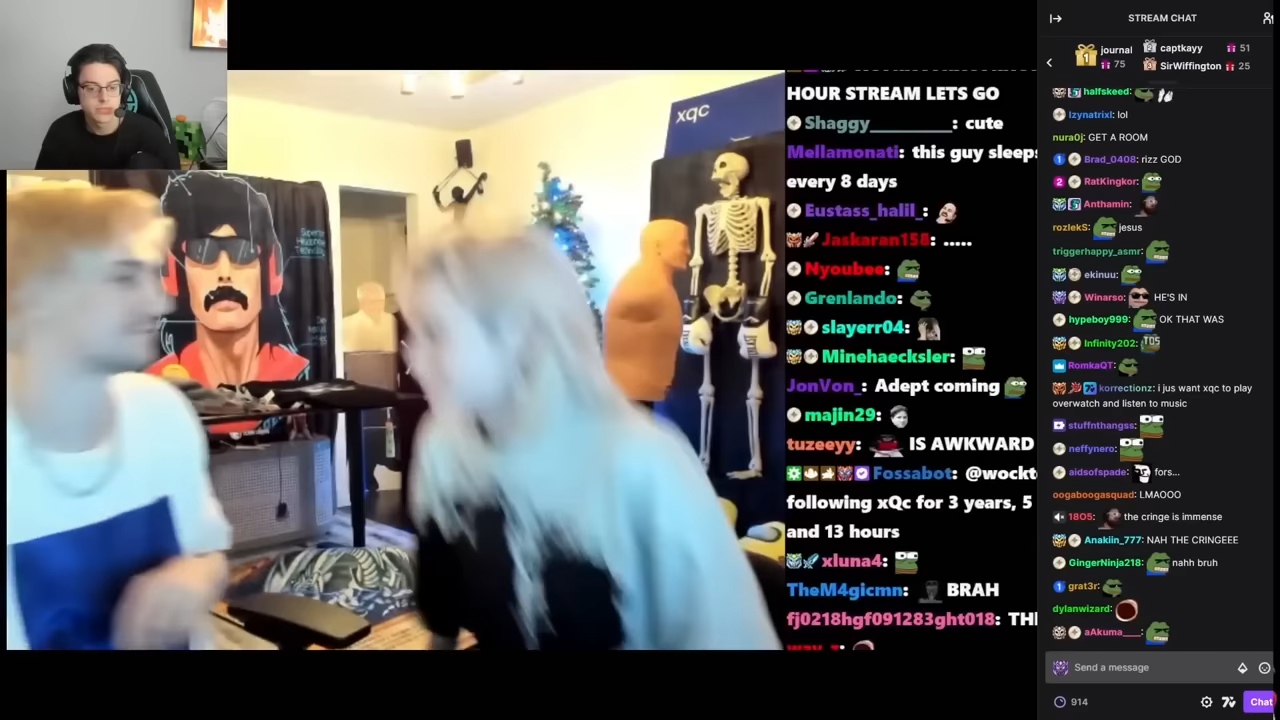 xqc
HOUR STREAM LETS GO
Shaggy_________: cute
Mellamonati: this guy sleeps
every 8 days
Eustass_halil_:
Jaskaran158: .....
Nyoubee:
Grenlando:
slayerr04:
Minehaecksler:
JonVon_: Adept coming
majin29:
tuzeeyy: IS AWKWARD
Fossabot: @wockt
following xQc for 3 years, 5
and 13 hours
xluna4:
TheM4gicmn: BRAH
fj0218hgf091283ght018: THI
STREAM CHAT
1 journal 75
2 captkayy 51
3 SirWiffington 25
halfskeed:
Izynatrixl: lol
nura0j: GET A ROOM
Brad_0408: rizz GOD
RatKingkor:
Anthamin:
rozlekS: jesus
triggerhappy_asmr:
ekinuu:
Winarso: HE'S IN
hypeboy999: OK THAT WAS
Infinity202: TOS
RomkaQT:
korrectionz: i jus want xqc to play
overwatch and listen to music
stuffnthangss:
neffynero:
aidsofspade: fors...
oogaboogasquad: LMAOOO
18O5: the cringe is immense
Anakiin_777: NAH THE CRINGEEE
GingerNinja218: nahh bruh
grat3r:
dylanwizard:
aAkuma____:
Send a message
914
Chat